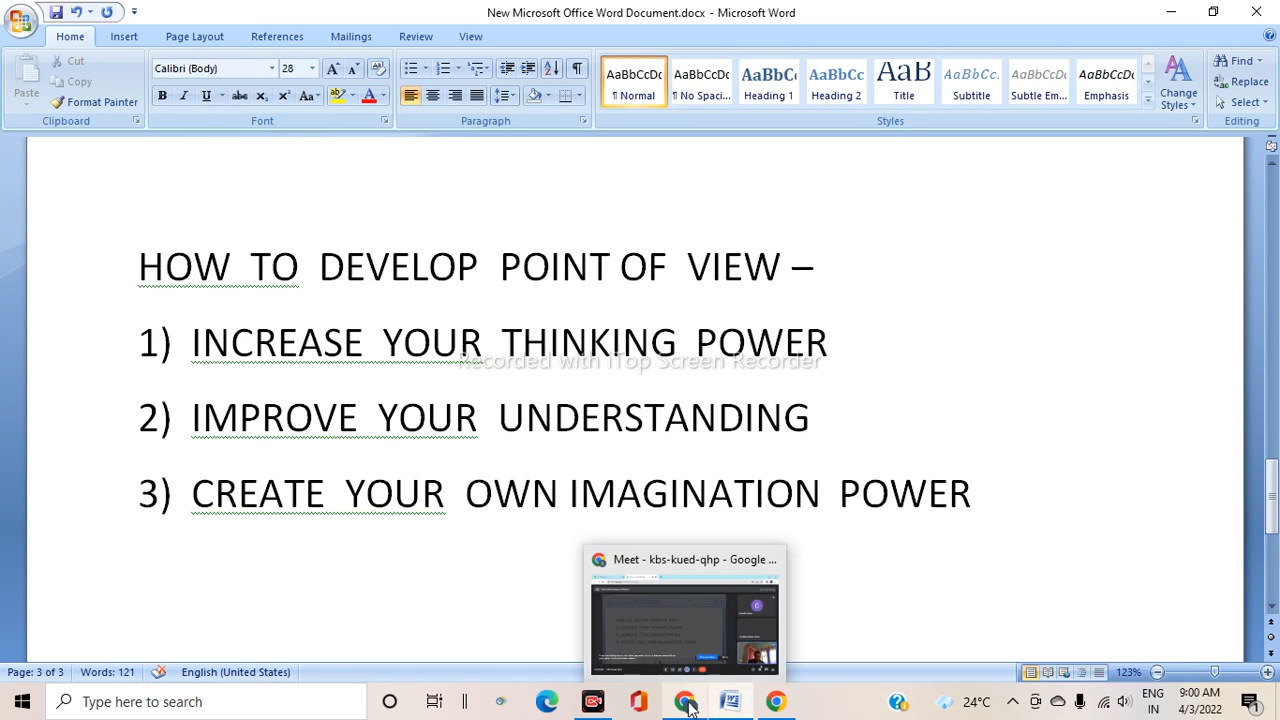 New Microsoft Office Word Document.docx - Microsoft Word
Home Insert Page Layout References Mailings Review View
Paste Cut Copy Format Painter Clipboard
Calibri (Body) 28 Font
Paragraph
AaBbCcDc AaBbCcDc AaBbCc AaBbCc AaB AaBbCc. AaBbCcDc AaBbCcDc
¶ Normal ¶ No Spaci... Heading 1 Heading 2 Title Subtitle Subtle Em... Emphasis
Change Styles Styles
Find Replace Select Editing
HOW TO DEVELOP POINT OF VIEW –
1) INCREASE YOUR THINKING POWER
Recorded with iTop Screen Recorder
2) IMPROVE YOUR UNDERSTANDING
3) CREATE YOUR OWN IMAGINATION POWER
Meet - kbs-kued-qhp - Google ...
Page: 3 of 3 Words: 121 English (United States) 123%
Type here to search 24°C ENG IN 9:00 AM 4/3/2022